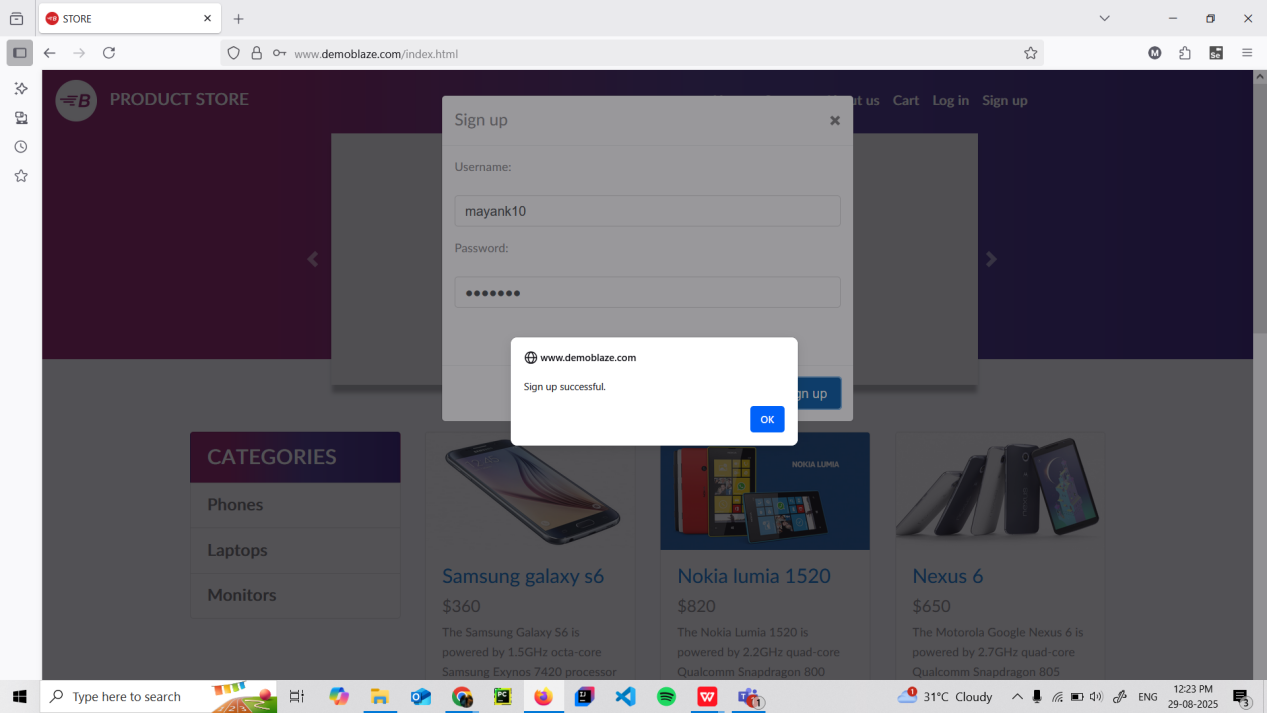 STORE
www.demoblaze.com/index.html
PRODUCT STORE
ut us Cart Log in Sign up
Sign up
Username:
mayank10
Password:
www.demoblaze.com
Sign up successful.
gn up
OK
CATEGORIES
Phones
Laptops
Monitors
NOKIA LUMIA
Samsung galaxy s6
$360
The Samsung Galaxy S6 is
powered by 1.5GHz octa-core
Samsung Exynos 7420 processor
Nokia lumia 1520
$820
The Nokia Lumia 1520 is
powered by 2.2GHz quad-core
Qualcomm Snapdragon 800
Nexus 6
$650
The Motorola Google Nexus 6 is
powered by 2.7GHz quad-core
Qualcomm Snapdragon 805
Type here to search
31°C Cloudy
ENG
12:23 PM
29-08-2025